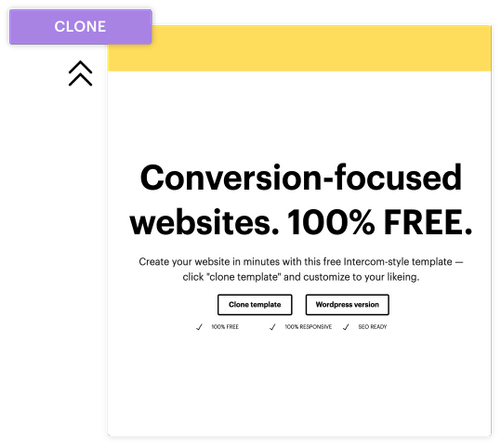 CLONE
Conversion-focused
websites. 100% FREE.
Create your website in minutes with this free Intercom-style template —
click "clone template" and customize to your likeing.
Clone template Wordpress version
✓ 100% FREE ✓ 100% RESPONSIVE ✓ SEO READY